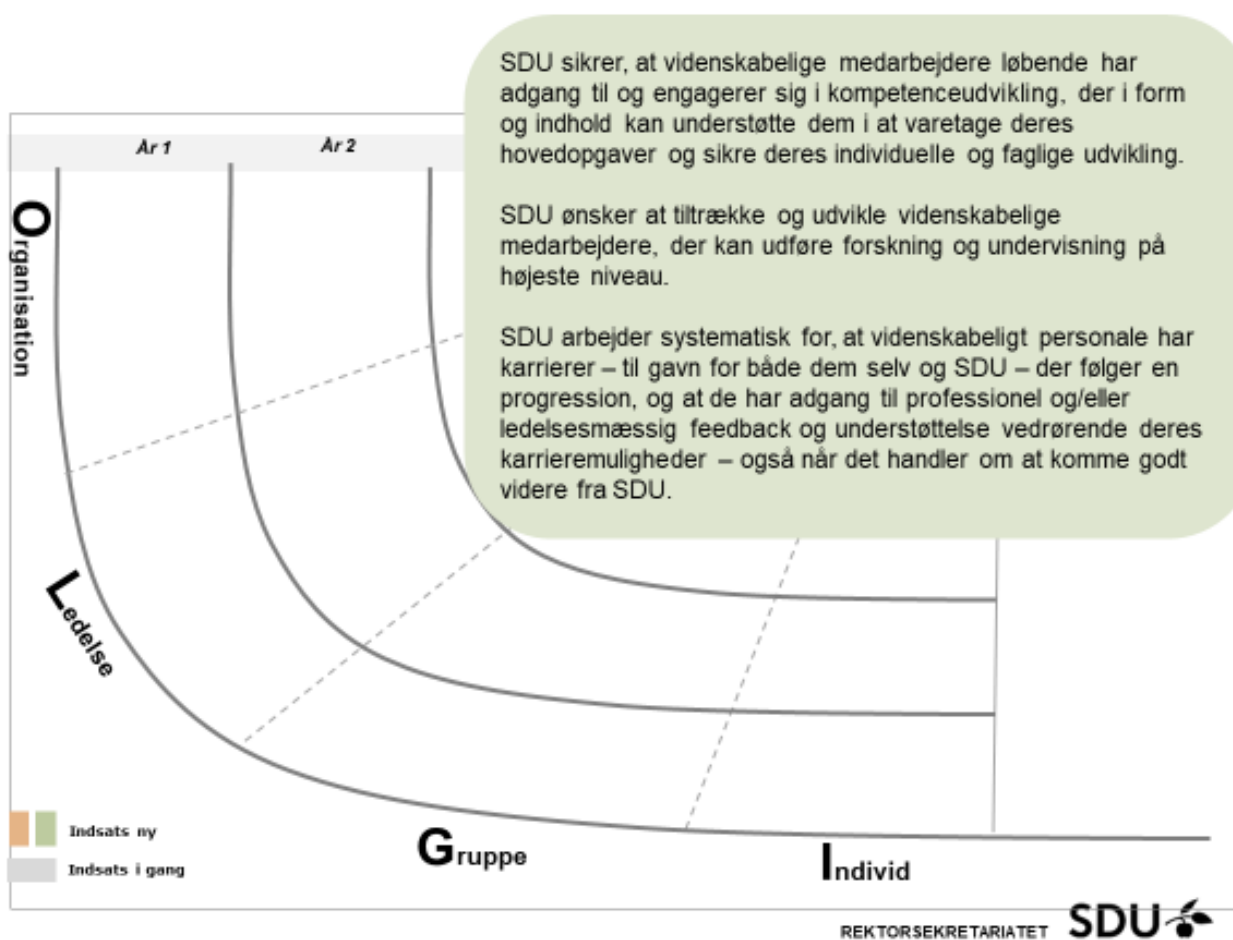 SDU sikrer, at videnskabelige medarbejdere løbende har
adgang til og engagerer sig i kompetenceudvikling, der i form
og indhold kan understøtte dem i at varetage deres
hovedopgaver og sikre deres individuelle og faglige udvikling.
SDU ønsker at tiltrække og udvikle videnskabelige
medarbejdere, der kan udføre forskning og undervisning på
højeste niveau.
SDU arbejder systematisk for, at videnskabeligt personale har
karrierer – til gavn for både dem selv og SDU – der følger en
progression, og at de har adgang til professionel og/eller
ledelsesmæssig feedback og understøttelse vedrørende deres
karrieremuligheder – også når det handler om at komme godt
videre fra SDU.
År 1
År 2
Organisation
Ledelse
Gruppe
Individ
Indsats ny
Indsats i gang
REKTORSEKRETARIATET
SDU